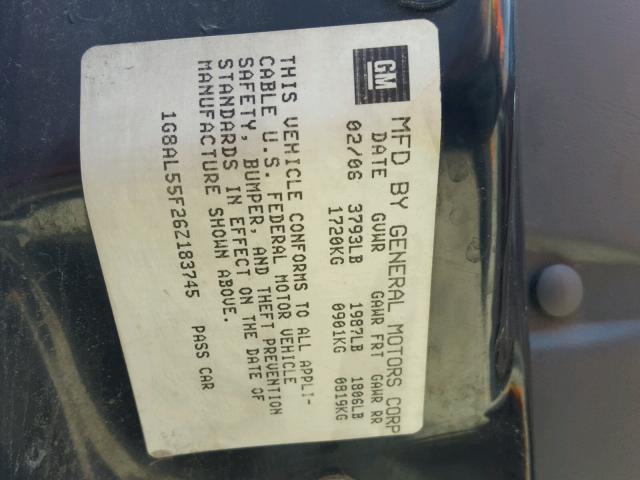 GM
MFD BY GENERAL MOTORS CORP
DATE GVWR GAWR FRT GAWR RR
02/06 3793LB 1987LB 1806LB
1720KG 0901KG 0819KG
THIS VEHICLE CONFORMS TO ALL APPLI-
CABLE U.S. FEDERAL MOTOR VEHICLE
SAFETY, BUMPER, AND THEFT PREVENTION
STANDARDS IN EFFECT ON THE DATE OF
MANUFACTURE SHOWN ABOVE.
1G8AL55F26Z183745 PASS CAR